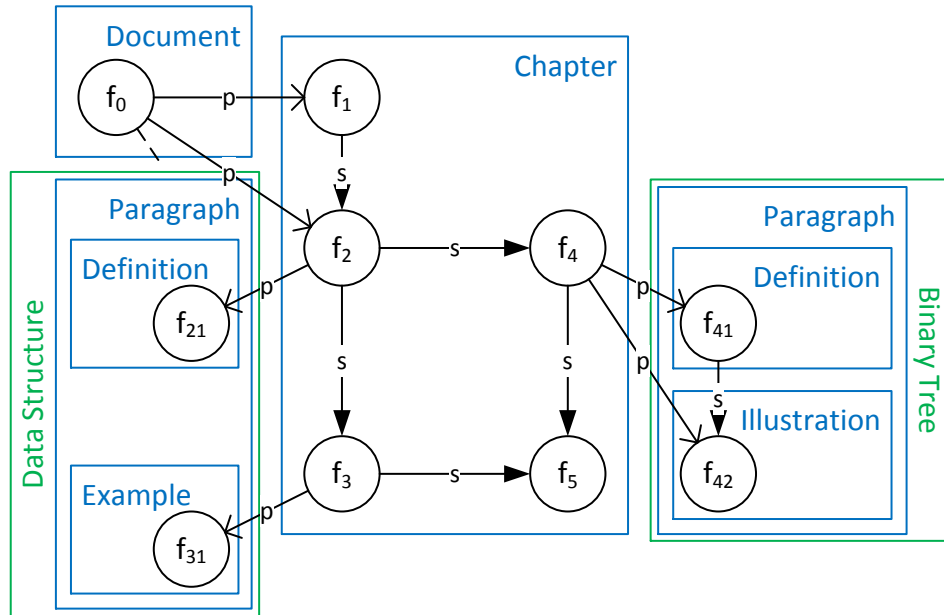 Document
Chapter
f0
p
f1
p
s
Paragraph
Paragraph
Definition
f2
s
f4
Definition
p
p
f21
f41
Data Structure
Binary Tree
s
s
p
s
Illustration
Example
f3
s
f5
f42
p
f31